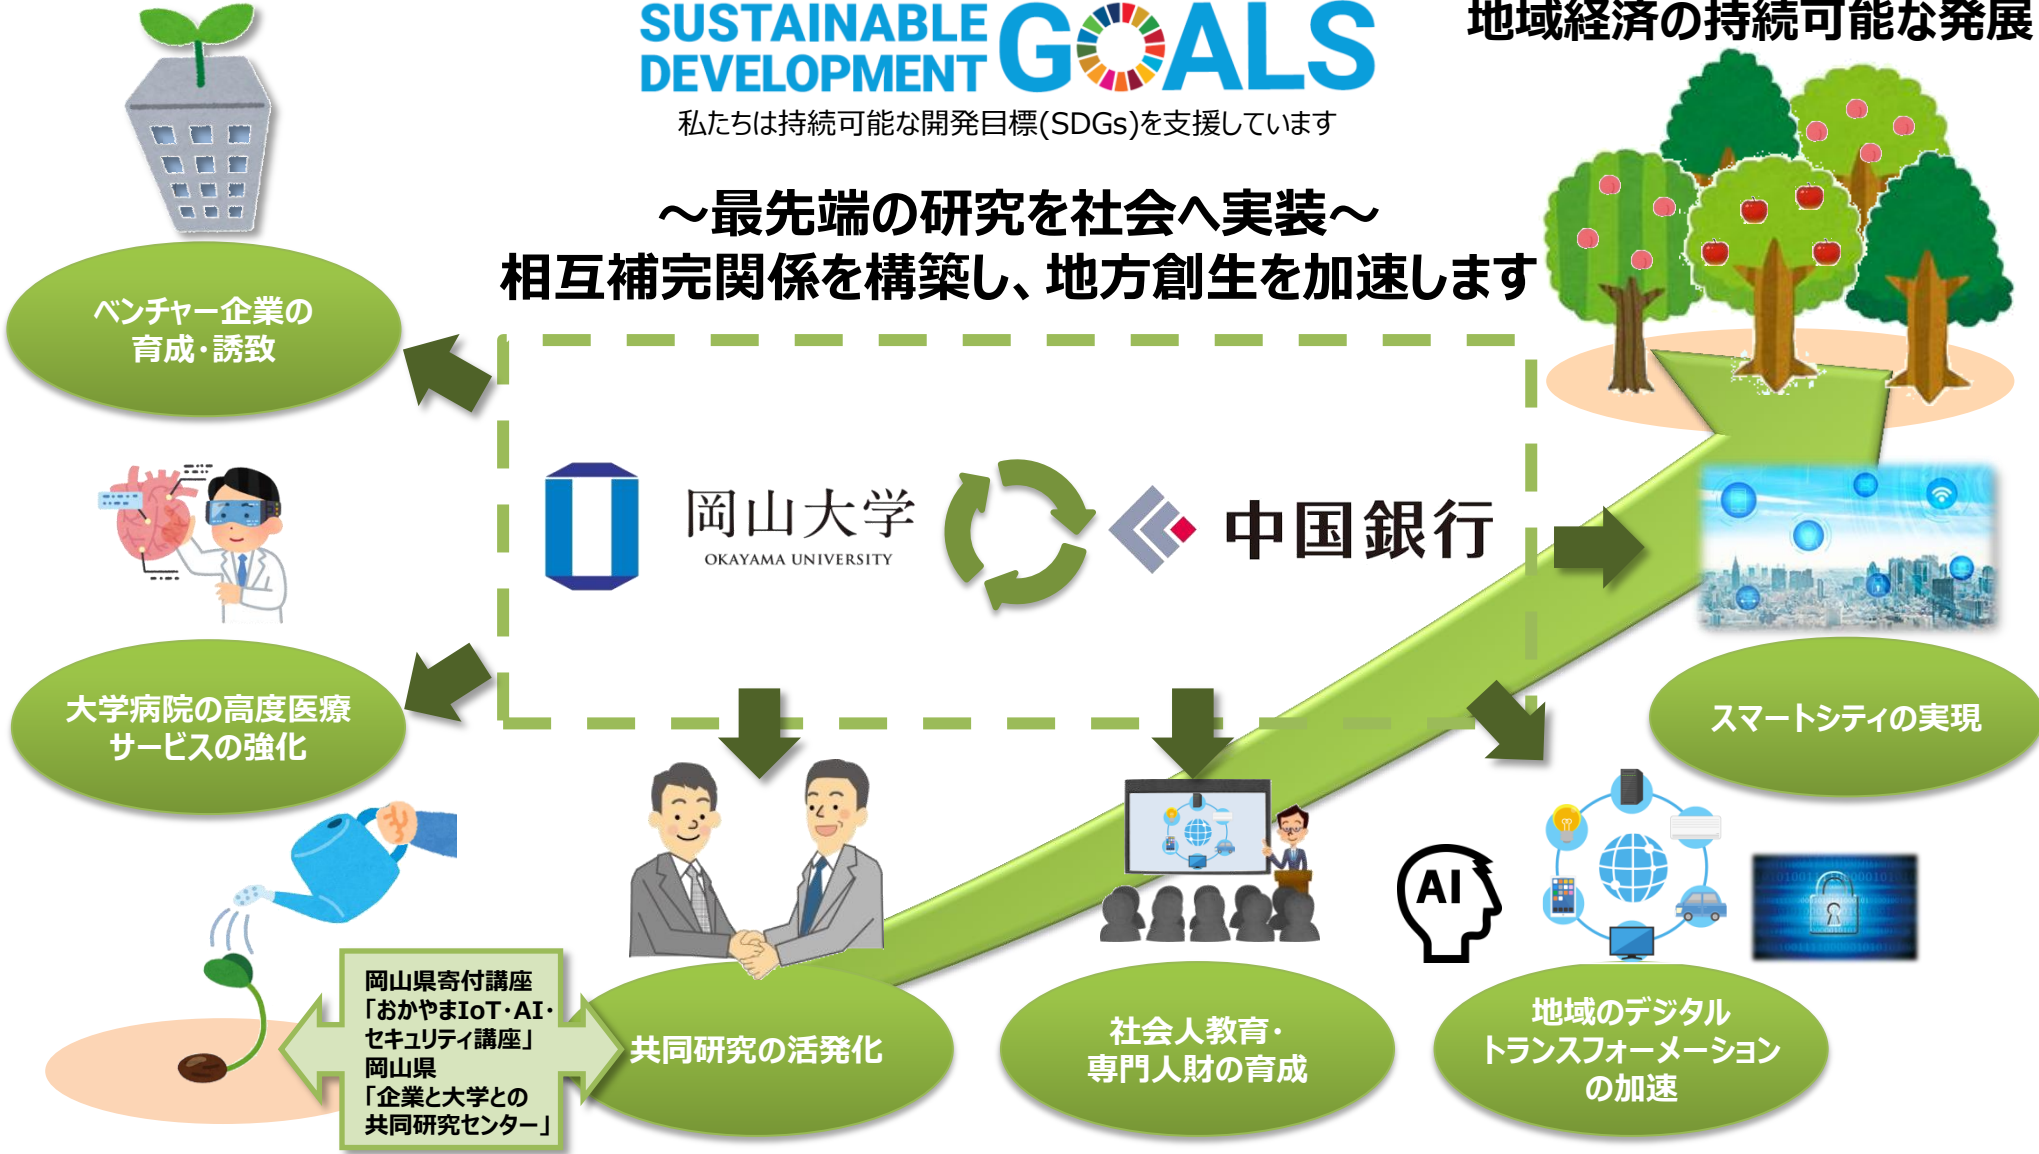 SUSTAINABLE
DEVELOPMENT
GOALS
私たちは持続可能な開発目標(SDGs)を支援しています
地域経済の持続可能な発展
～最先端の研究を社会へ実装～
相互補完関係を構築し、地方創生を加速します
ベンチャー企業の
育成・誘致
岡山大学
OKAYAMA UNIVERSITY
中国銀行
大学病院の高度医療
サービスの強化
スマートシティの実現
AI
岡山県寄付講座
「おかやまIoT・AI・
セキュリティ講座」
岡山県
「企業と大学との
共同研究センター」
共同研究の活発化
社会人教育・
専門人財の育成
地域のデジタル
トランスフォーメーション
の加速